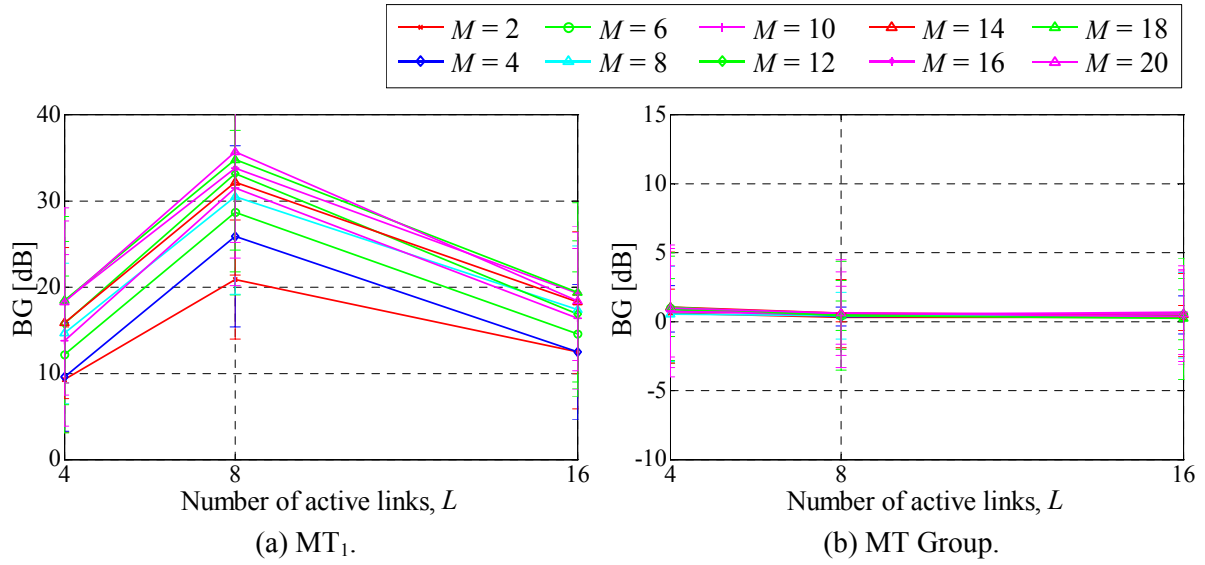 M = 2 M = 6 M = 10 M = 14 M = 18
M = 4 M = 8 M = 12 M = 16 M = 20
40
30
20
10
0
BG [dB]
4 8 16
Number of active links, L
(a) MT₁.
15
10
5
0
-5
-10
BG [dB]
4 8 16
Number of active links, L
(b) MT Group.